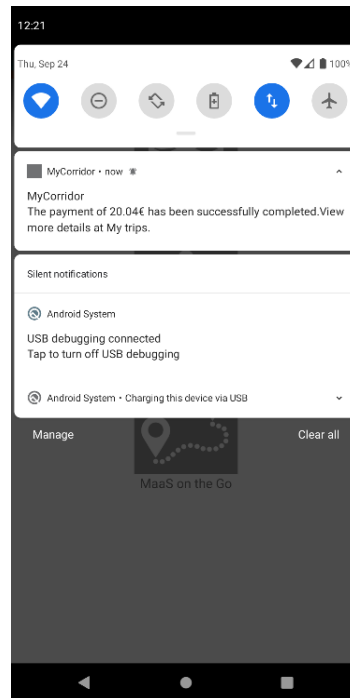 12:21
Thu, Sep 24
100%
MyCorridor • now
MyCorridor
The payment of 20.04€ has been successfully completed.View
more details at My trips.
Silent notifications
Android System
USB debugging connected
Tap to turn off USB debugging
Android System • Charging this device via USB
Manage
Clear all
MaaS on the Go